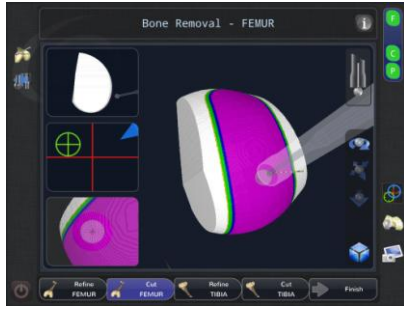 Bone Removal - FEMUR
i
F
C
P
Refine
FEMUR
Cut
FEMUR
Refine
TIBIA
Cut
TIBIA
Finish